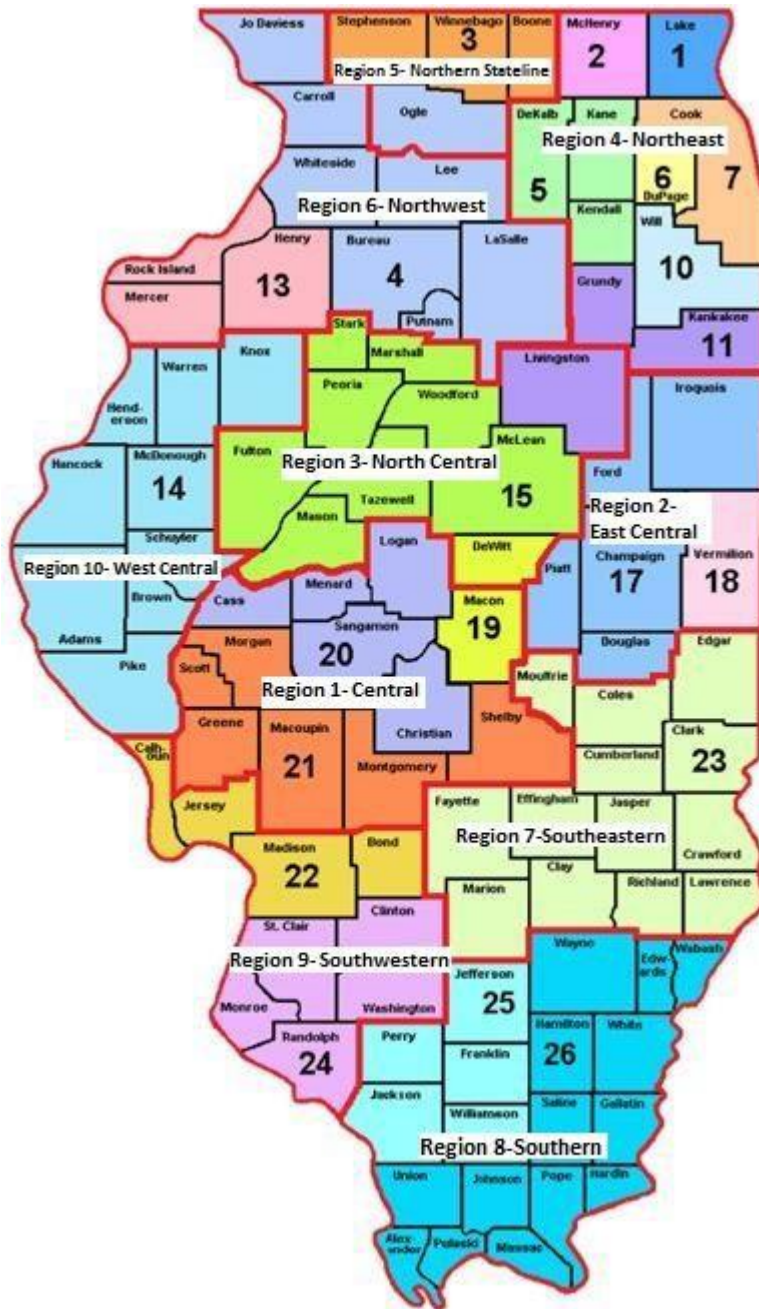 Jo Daviess
Stephenson
Winnebago
3
Boone
McHenry
2
Lake
1
Region 5- Northern Stateline
Carroll
Ogle
DeKalb
Kane
Cook
Region 4- Northeast
Whiteside
Lee
5
6
DuPage
7
Region 6- Northwest
Kendall
Will
Henry
Bureau
LaSalle
10
Rock Island
13
4
Grundy
Mercer
Putnam
Kankakee
11
Stark
Marshall
Knox
Warren
Livingston
Peoria
Woodford
Iroquois
Hend-
erson
McLean
Hancock
McDonough
Fulton
Region 3- North Central
Ford
14
Tazewell
15
Mason
Region 2-
East Central
Schuyler
Logan
DeWitt
Champaign
Vermilion
Region 10- West Central
17
18
Piatt
Brown
Cass
Menard
Macon
19
Adams
Sangamon
20
Morgan
Douglas
Edgar
Pike
Scott
Moultrie
Region 1- Central
Coles
Greene
Macoupin
Shelby
Christian
Clark
Cal-
houn
21
Montgomery
Cumberland
23
Jersey
Fayette
Effingham
Jasper
Region 7-Southeastern
Madison
Bond
Crawford
22
Clay
Marion
Richland
Lawrence
Clinton
St. Clair
Wayne
Wabash
Region 9- Southwestern
Edw-
ards
Jefferson
25
Monroe
Washington
Randolph
Perry
Hamilton
White
24
Franklin
26
Jackson
Williamson
Saline
Gallatin
Region 8-Southern
Union
Johnson
Pope
Hardin
Alex-
ander
Pulaski
Massac